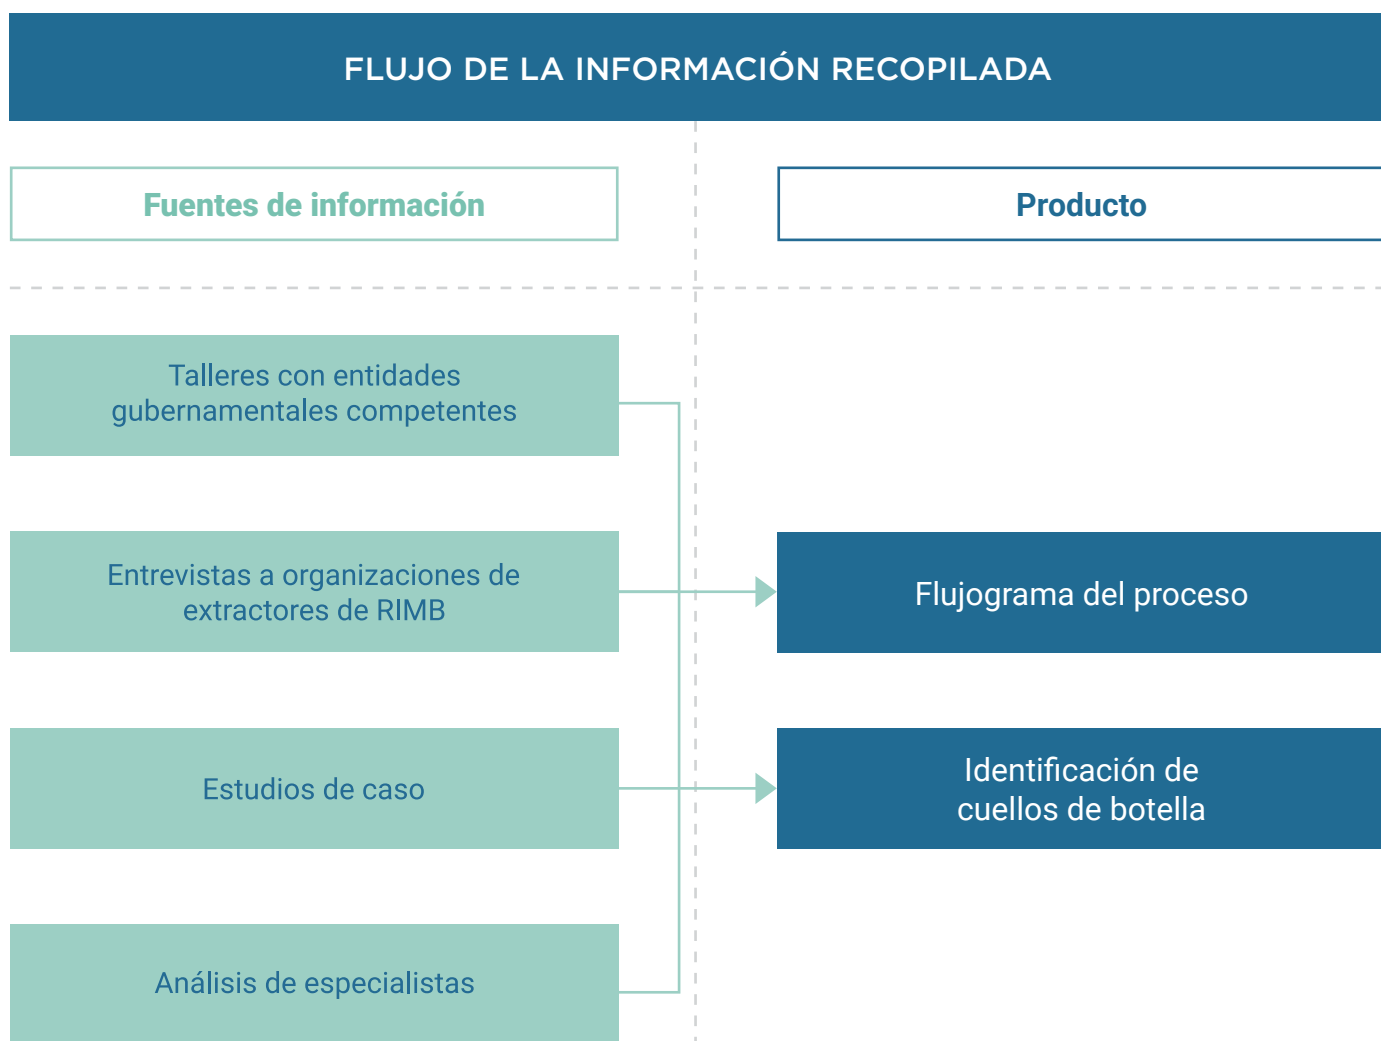 FLUJO DE LA INFORMACIÓN RECOPILADA
Fuentes de información
Producto
Talleres con entidades
gubernamentales competentes
Entrevistas a organizaciones de
extractores de RIMB
Flujograma del proceso
Estudios de caso
Identificación de
cuellos de botella
Análisis de especialistas